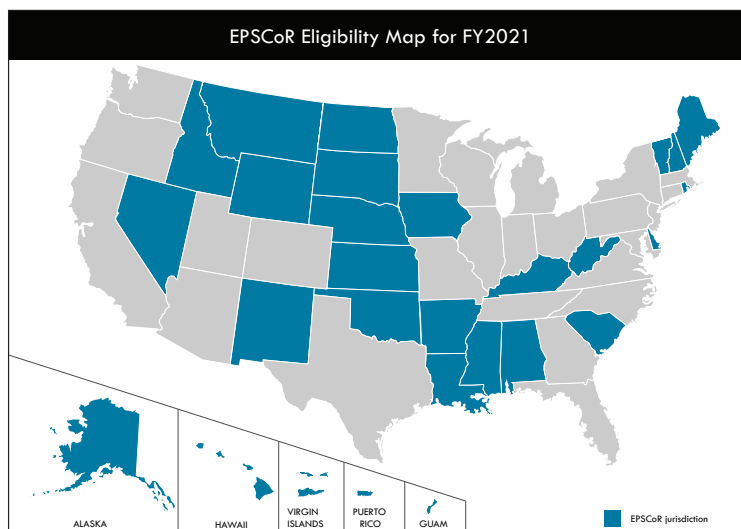 EPSCoR Eligibility Map for FY2021
ALASKA
HAWAII
VIRGIN
ISLANDS
PUERTO
RICO
GUAM
EPSCoR jurisdiction